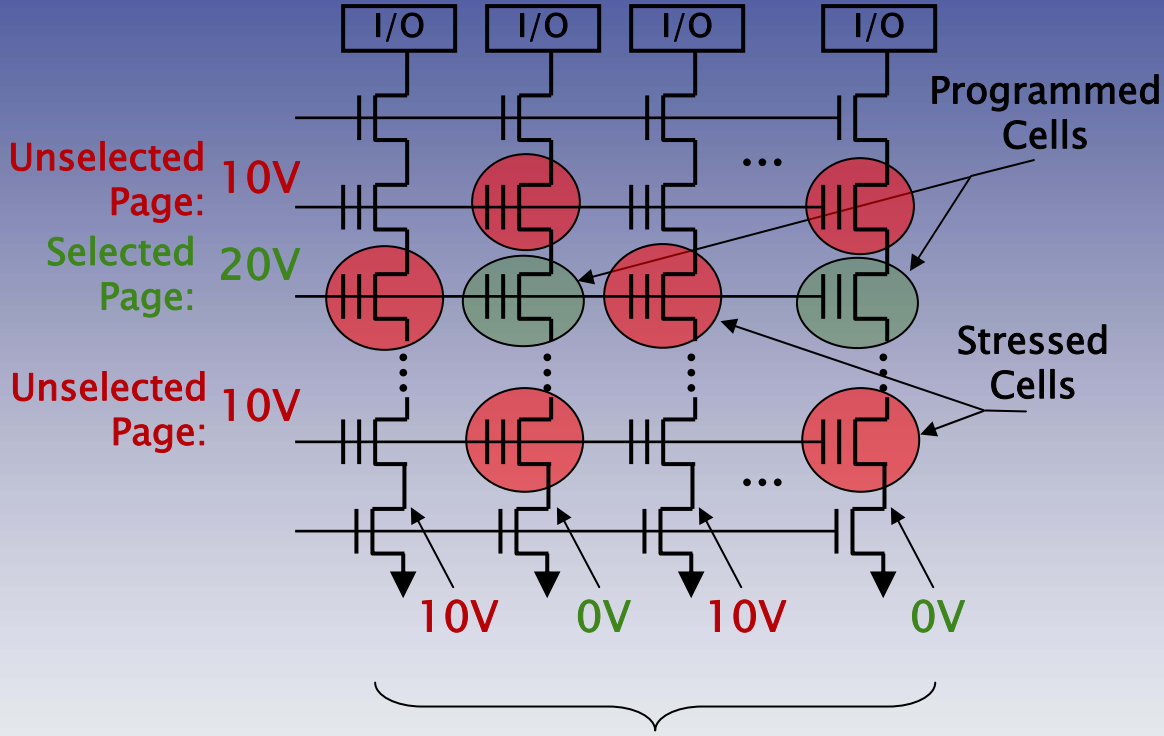 I/O I/O I/O I/O
Programmed
Cells
...
Unselected
Page: 10V
Selected
Page: 20V
Stressed
Cells
Unselected
Page: 10V
...
10V 0V 10V 0V